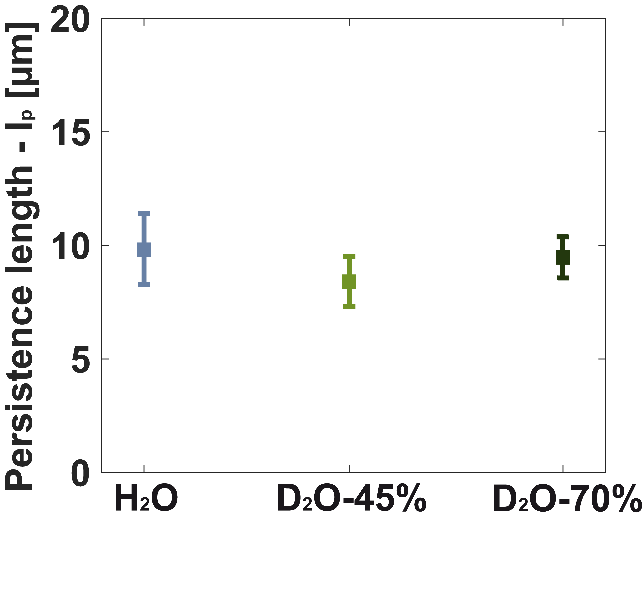 Persistence length - lₚ [µm]
20
15
10
5
0
H₂O
D₂O-45%
D₂O-70%